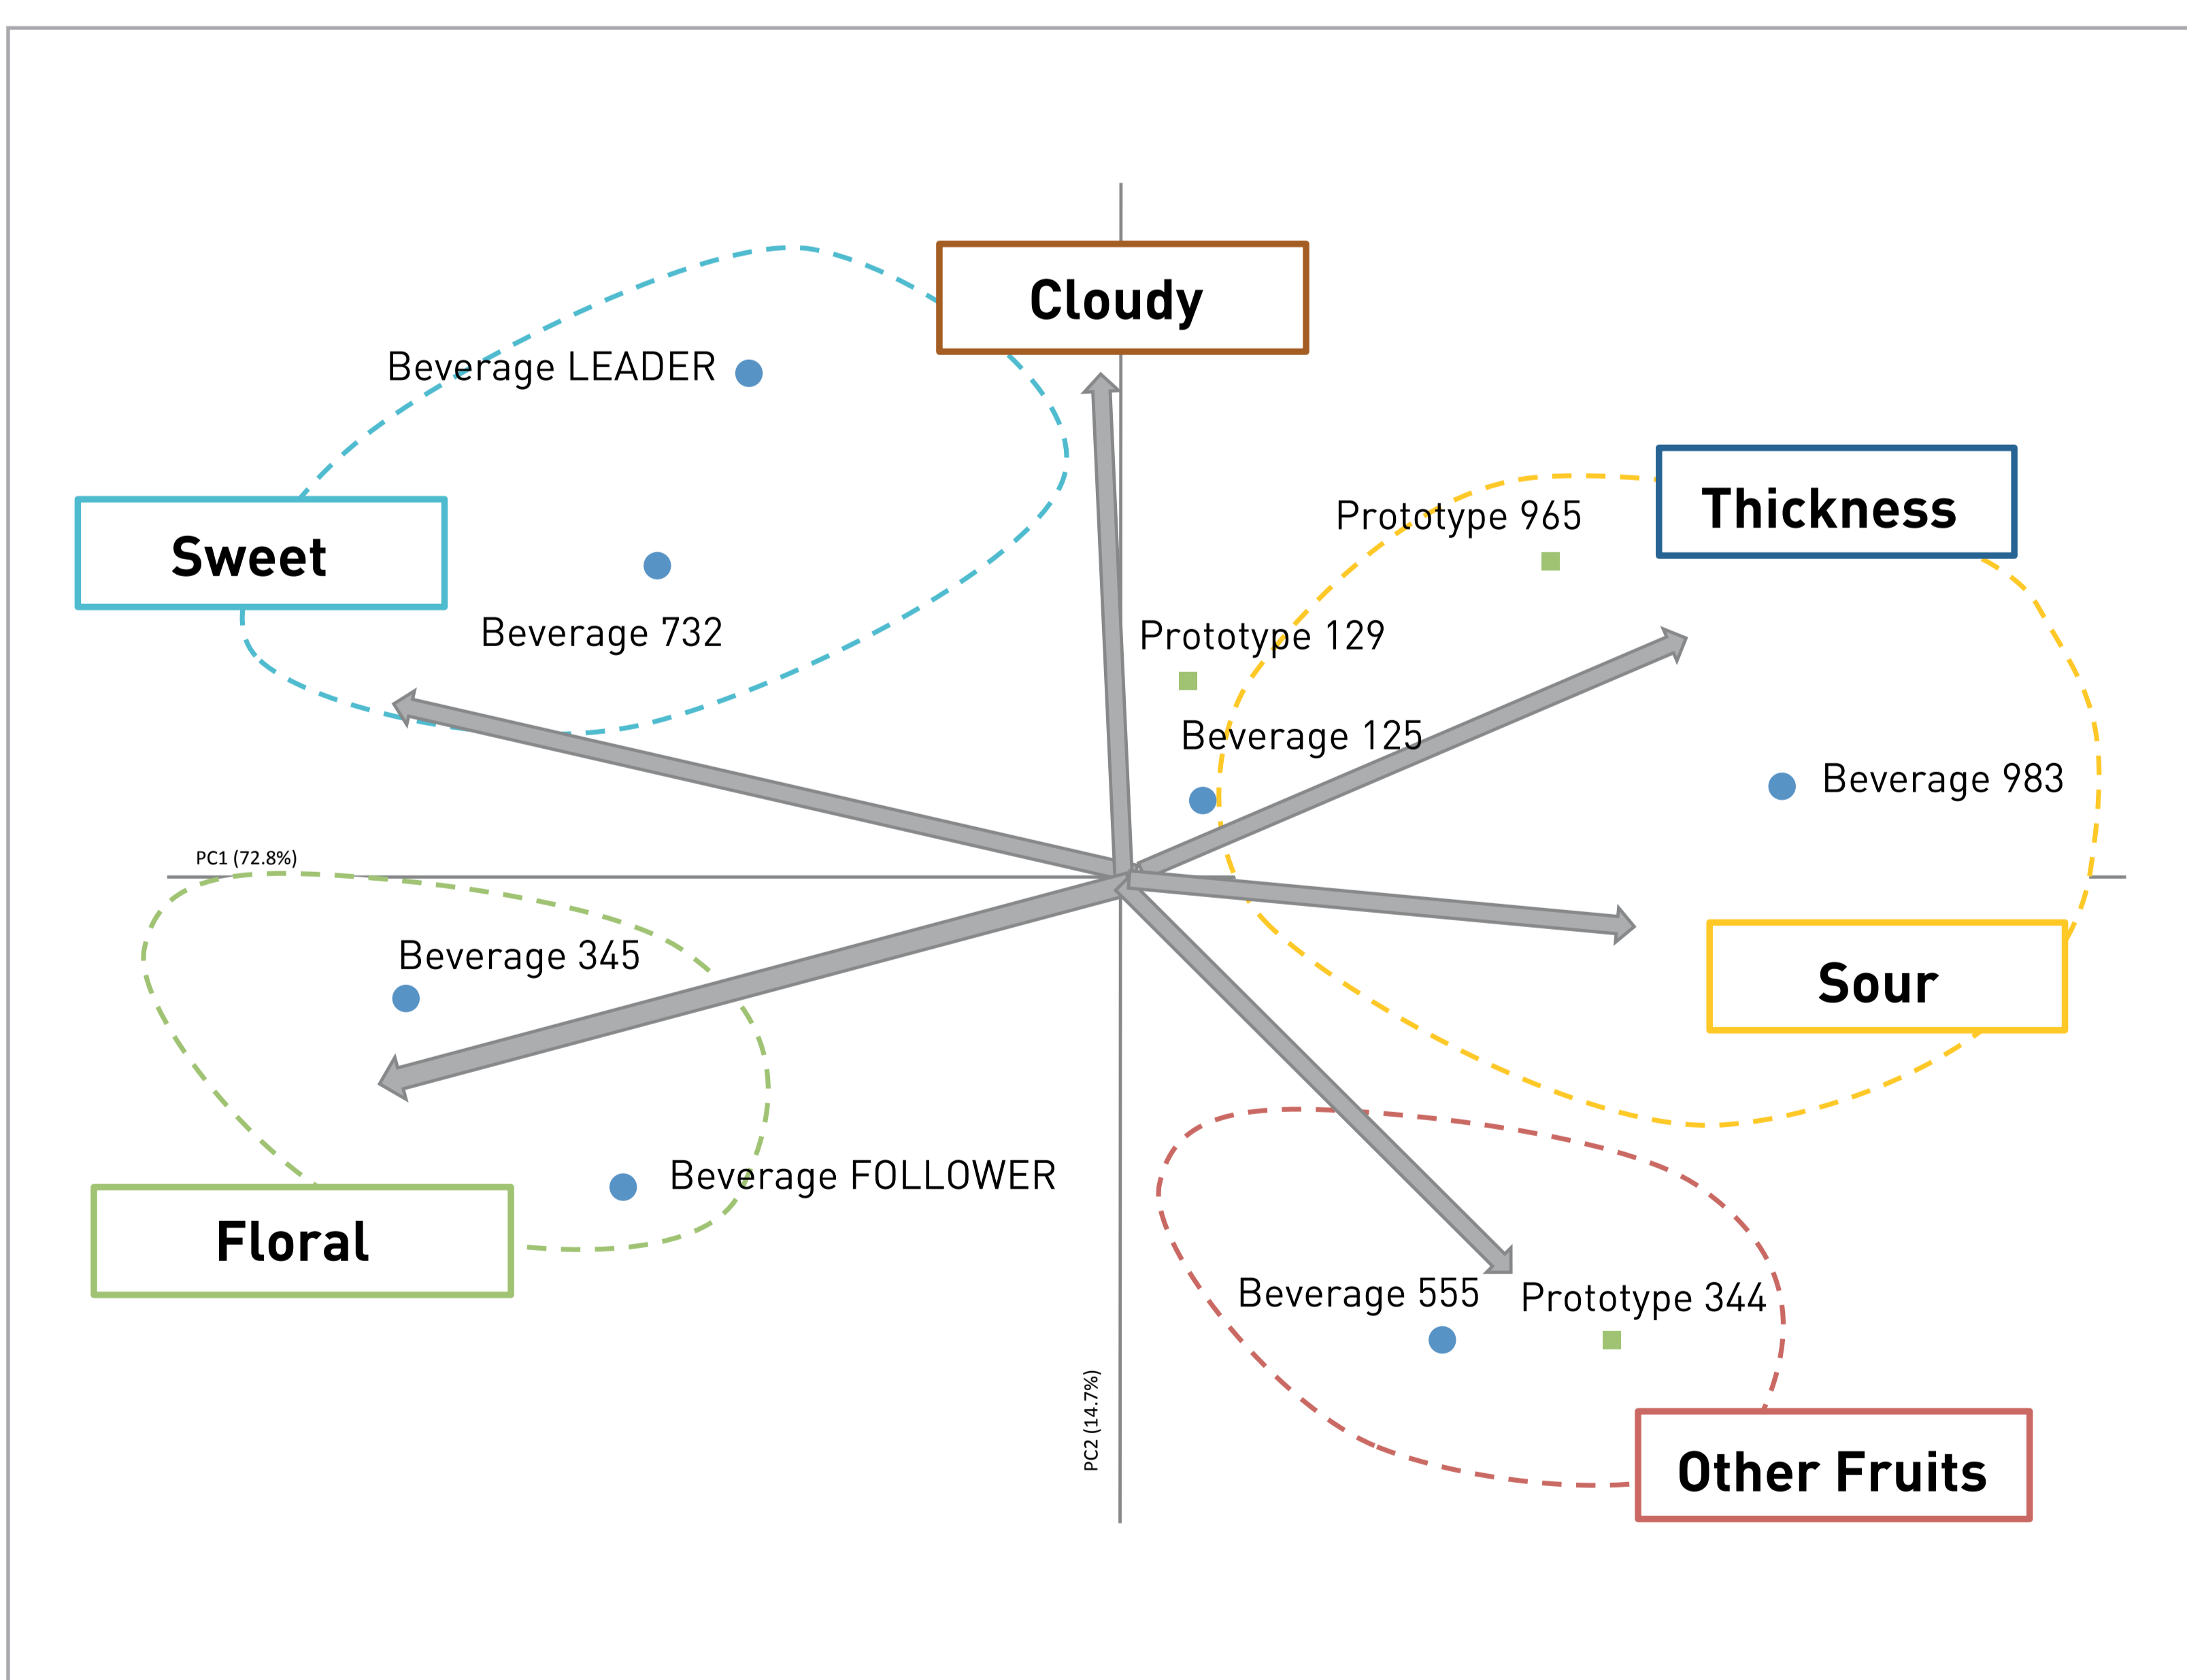 Cloudy
Beverage LEADER
Thickness
Prototype 965
Sweet
Beverage 732
Prototype 129
Beverage 125
Beverage 983
PC1 (72.8%)
Beverage 345
Sour
Beverage FOLLOWER
Floral
Beverage 555
Prototype 344
PC2 (14.7%)
Other Fruits